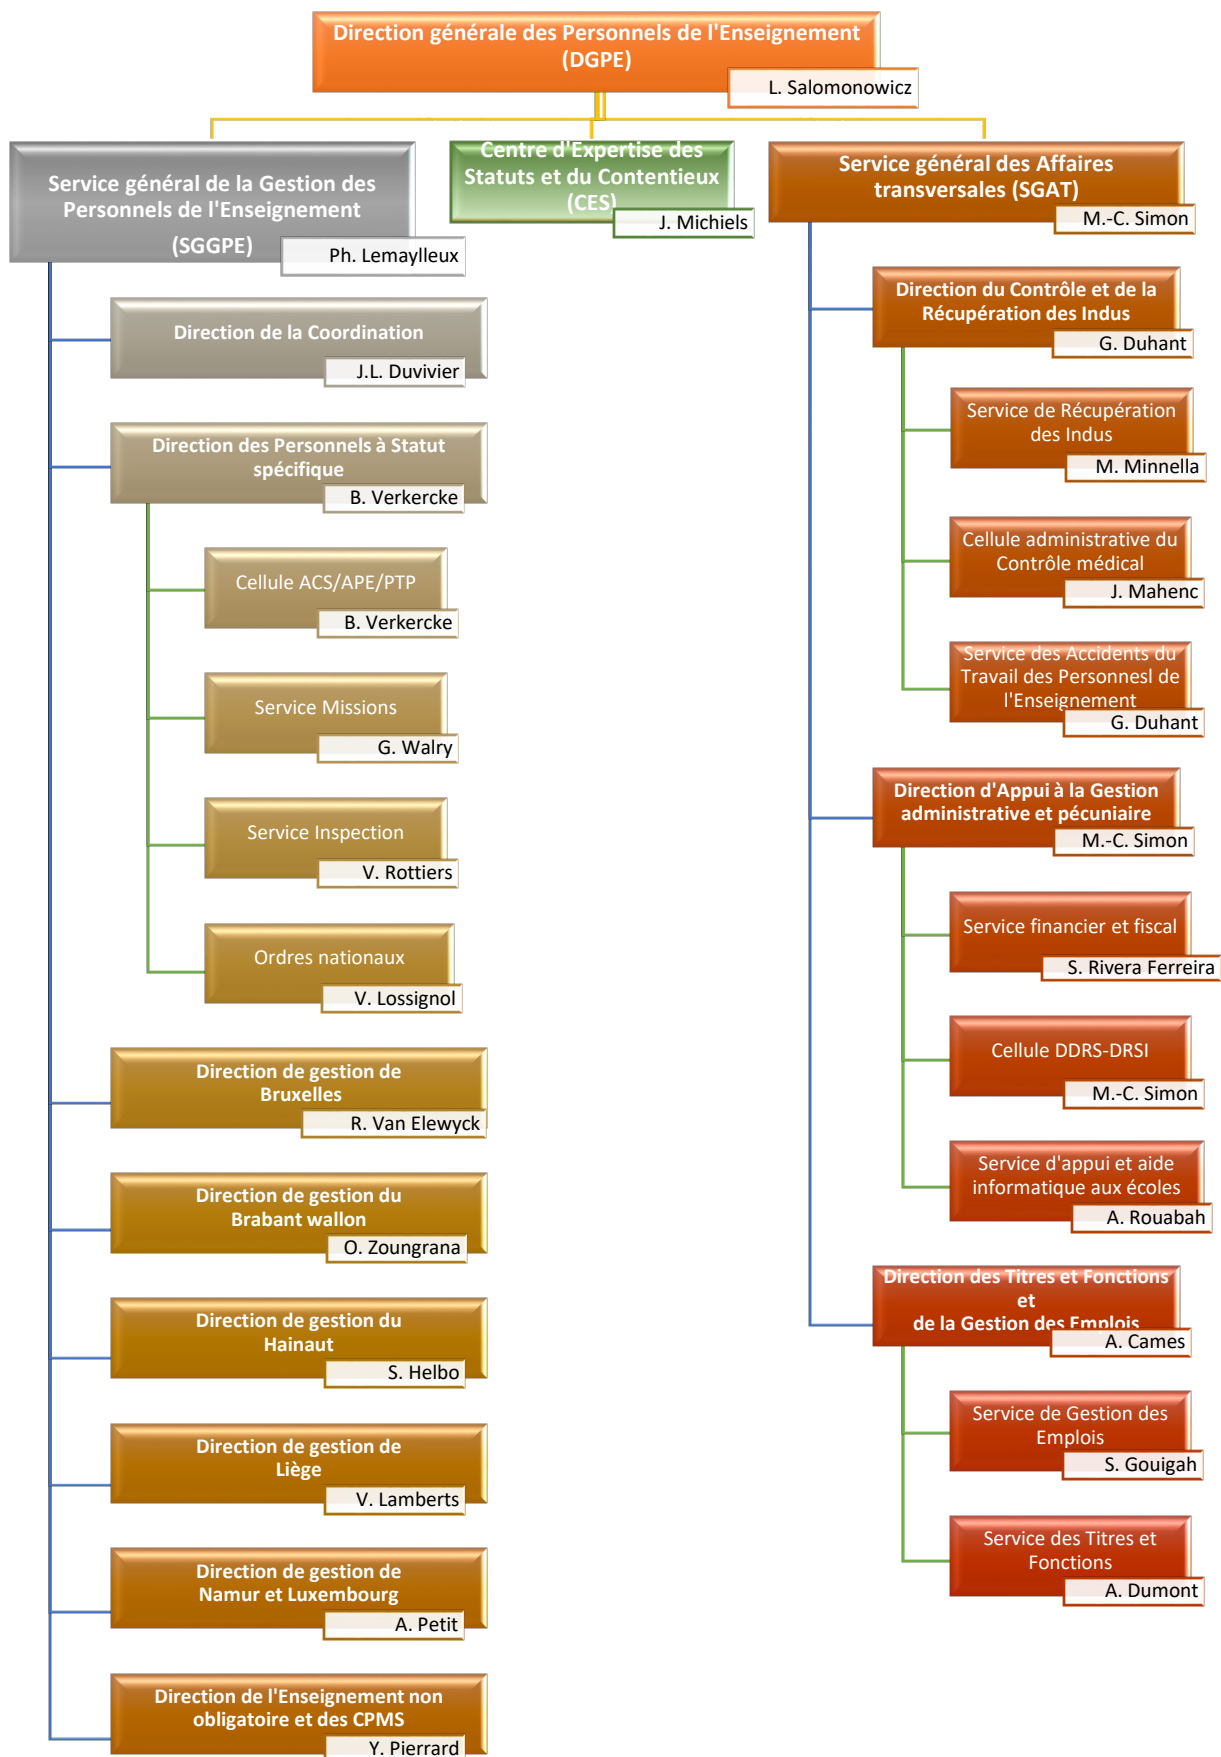 Direction générale des Personnels de l'Enseignement
(DGPE)
L. Salomonowicz
Service général de la Gestion des
Personnels de l'Enseignement
(SGGPE)
Ph. Lemaylleux
Direction de la Coordination
J.L. Duvivier
Direction des Personnels à Statut
spécifique
B. Verkercke
Cellule ACS/APE/PTP
B. Verkercke
Service Missions
G. Walry
Service Inspection
V. Rottiers
Ordres nationaux
V. Lossignol
Direction de gestion de
Bruxelles
R. Van Elewyck
Direction de gestion du
Brabant wallon
O. Zoungrana
Direction de gestion du
Hainaut
S. Helbo
Direction de gestion de
Liège
V. Lamberts
Direction de gestion de
Namur et Luxembourg
A. Petit
Direction de l'Enseignement non
obligatoire et des CPMS
Y. Pierrard
Centre d'Expertise des
Statuts et du Contentieux
(CES)
J. Michiels
Service général des Affaires
transversales (SGAT)
M.-C. Simon
Direction du Contrôle et de la
Récupération des Indus
G. Duhant
Service de Récupération
des Indus
M. Minnella
Cellule administrative du
Contrôle médical
J. Mahenc
Service des Accidents du
Travail des Personnesl de
l'Enseignement
G. Duhant
Direction d'Appui à la Gestion
administrative et pécuniaire
M.-C. Simon
Service financier et fiscal
S. Rivera Ferreira
Cellule DDRS-DRSI
M.-C. Simon
Service d'appui et aide
informatique aux écoles
A. Rouabah
Direction des Titres et Fonctions
et
de la Gestion des Emplois
A. Cames
Service de Gestion des
Emplois
S. Gouigah
Service des Titres et
Fonctions
A. Dumont